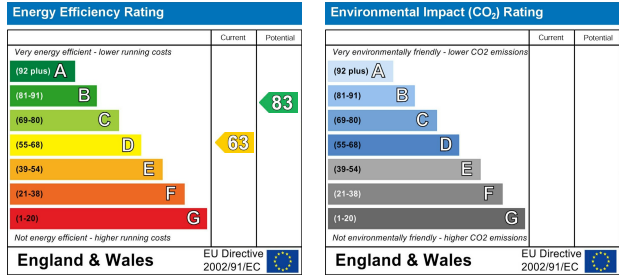 Energy Efficiency Rating
Current Potential
Very energy efficient - lower running costs
(92 plus) A
(81-91) B
(69-80) C
(55-68) D
(39-54) E
(21-38) F
(1-20) G
83
63
Not energy efficient - higher running costs
England & Wales
EU Directive
2002/91/EC
Environmental Impact (CO₂) Rating
Current Potential
Very environmentally friendly - lower CO2 emissions
(92 plus) A
(81-91) B
(69-80) C
(55-68) D
(39-54) E
(21-38) F
(1-20) G
Not environmentally friendly - higher CO2 emissions
England & Wales
EU Directive
2002/91/EC